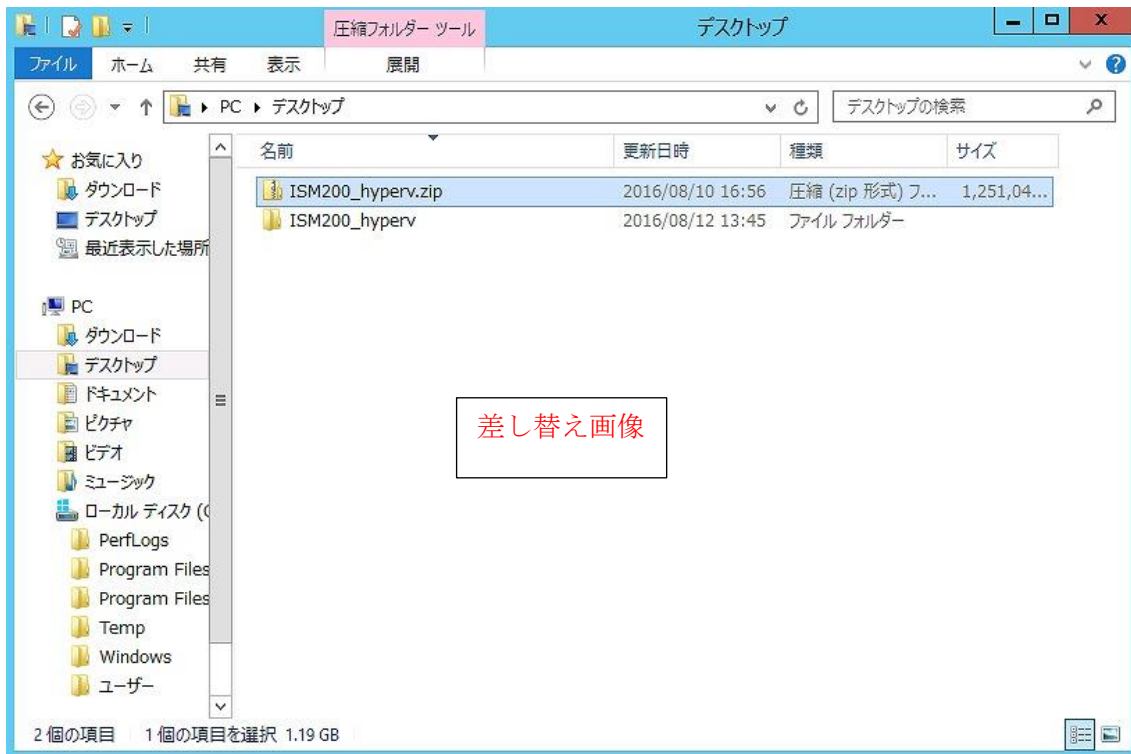 圧縮フォルダー ツール
デスクトップ
ファイル ホーム 共有 表示 展開
PC デスクトップ
デスクトップの検索
名前 更新日時 種類 サイズ
ISM200_hyperv.zip 2016/08/10 16:56 圧縮 (zip 形式) フ... 1,251,04...
ISM200_hyperv 2016/08/12 13:45 ファイル フォルダー
お気に入り
ダウンロード
デスクトップ
最近表示した場所
PC
ダウンロード
デスクトップ
ドキュメント
ピクチャ
ビデオ
ミュージック
ローカル ディスク (C
PerfLogs
Program Files
Program Files
Temp
Windows
ユーザー
差し替え画像
2 個の項目 1 個の項目を選択 1.19 GB